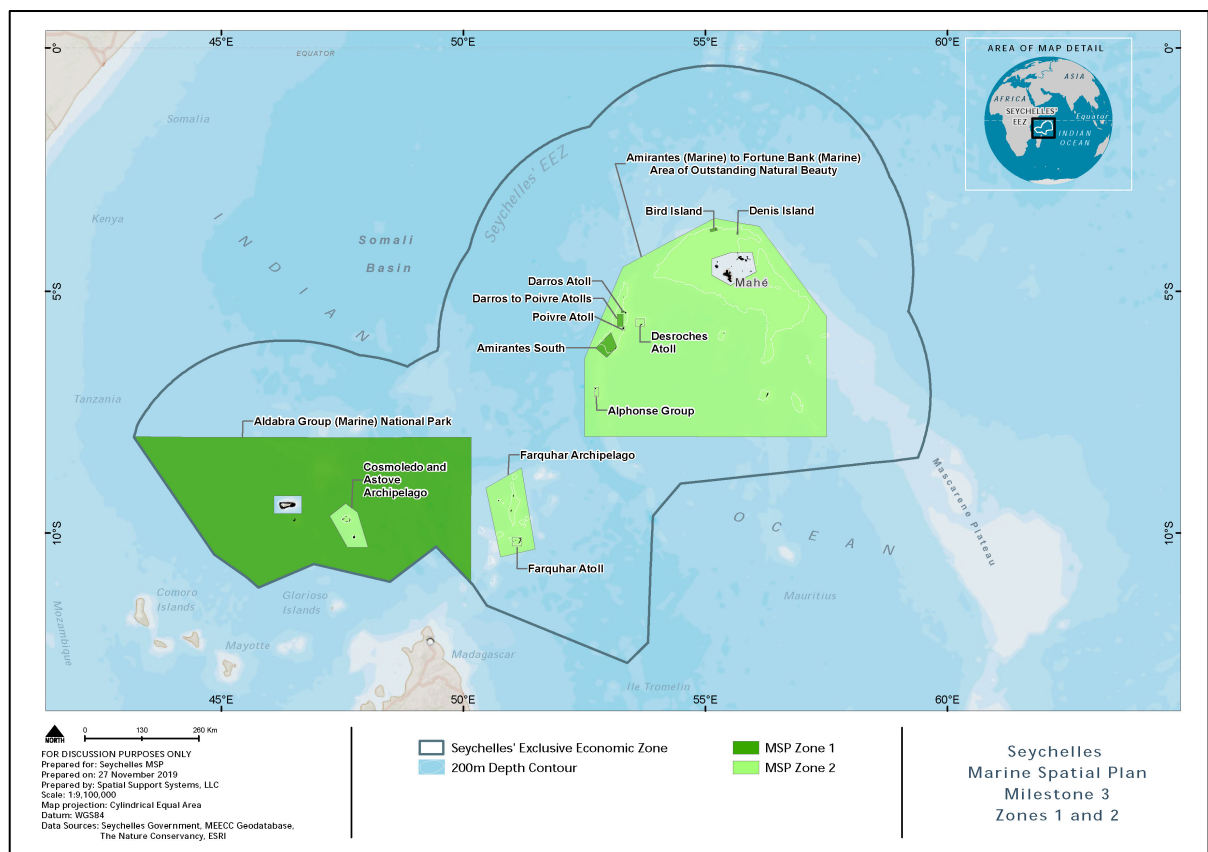 45°E
50°E
55°E
60°E
0°
EQUATOR
0°
AREA OF MAP DETAIL
ASIA
AFRICA
SEYCHELLES'
EEZ
Equator
INDIAN
OCEAN
Somalia
Seychelles' EEZ
Amirantes (Marine) to Fortune Bank (Marine)
Area of Outstanding Natural Beauty
Kenya
Bird Island
Denis Island
INDIAN
Somali
Basin
Darros Atoll
Mahé
5°S
5°S
Darros to Poivre Atolls
Poivre Atoll
Desroches
Atoll
Amirantes South
Tanzania
Alphonse Group
Aldabra Group (Marine) National Park
Farquhar Archipelago
Cosmoledo and
Astove
Archipelago
Mascarene Plateau
10°S
OCEAN
10°S
Farquhar Atoll
Comoro
Islands
Glorioso
Islands
Mauritius
Mozambique
Mayotte
Madagascar
Ile Tromelin
45°E
50°E
55°E
60°E
NORTH
0 130 260 Km
FOR DISCUSSION PURPOSES ONLY
Prepared for: Seychelles MSP
Prepared on: 27 November 2019
Prepared by: Spatial Support Systems, LLC
Scale: 1:9,100,000
Map projection: Cylindrical Equal Area
Datum: WGS84
Data Sources: Seychelles Government, MEECC Geodatabase,
The Nature Conservancy, ESRI
Seychelles' Exclusive Economic Zone
200m Depth Contour
MSP Zone 1
MSP Zone 2
Seychelles
Marine Spatial Plan
Milestone 3
Zones 1 and 2